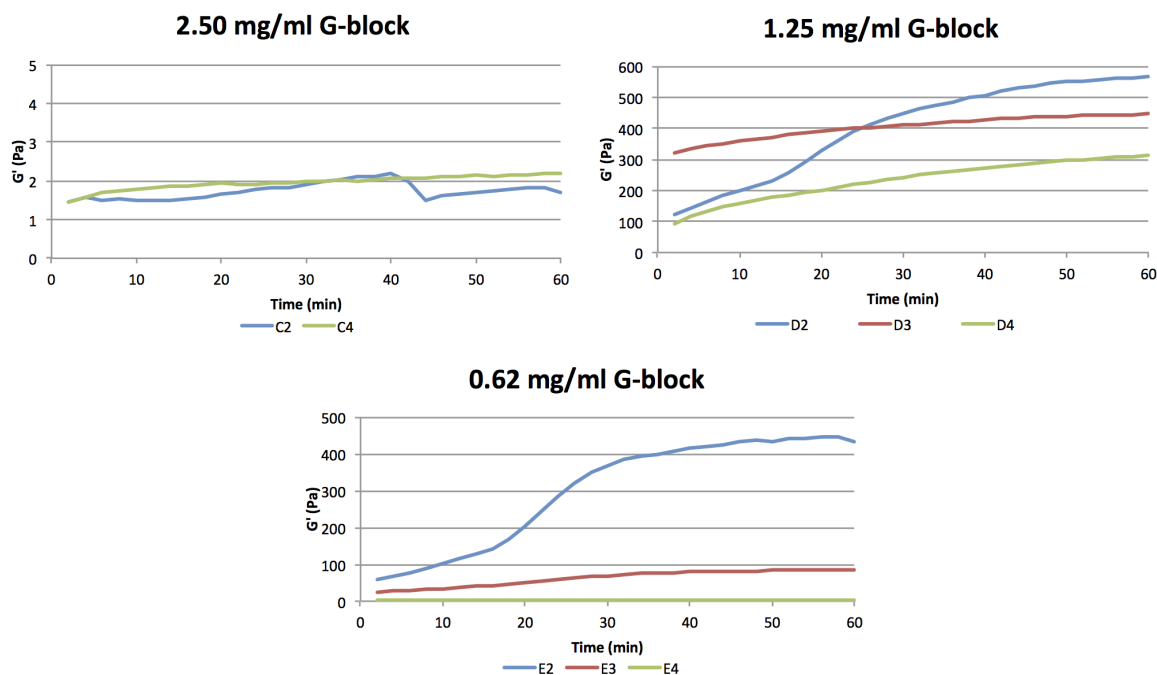 2.50 mg/ml G-block
5
4
3
2
1
0
G' (Pa)
0 10 20 30 40 50 60
Time (min)
C2 C4
1.25 mg/ml G-block
600
500
400
300
200
100
0
G' (Pa)
0 10 20 30 40 50 60
Time (min)
D2 D3 D4
0.62 mg/ml G-block
500
400
300
200
100
0
G' (Pa)
0 10 20 30 40 50 60
Time (min)
E2 E3 E4